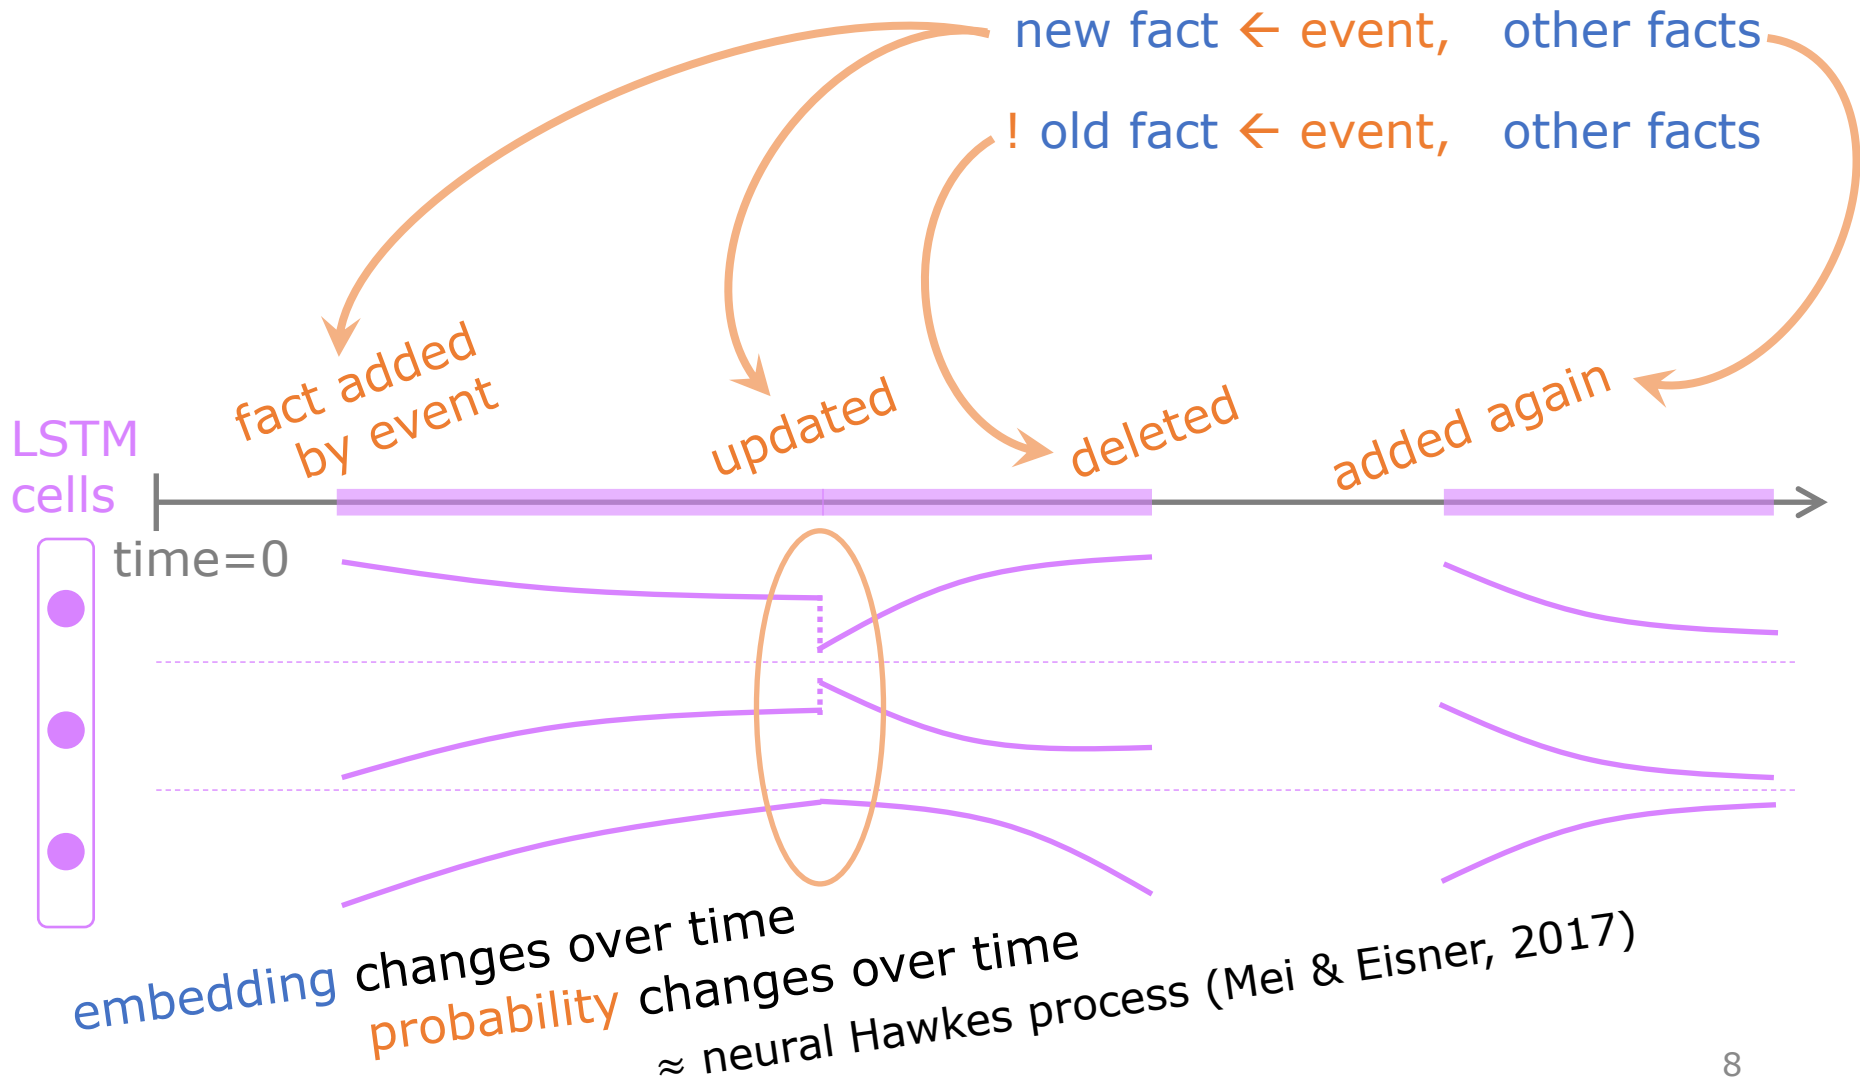 new fact ← event, other facts
! old fact ← event, other facts
fact added
by event
updated
deleted
added again
LSTM
cells
time=0
embedding changes over time
probability changes over time
≈ neural Hawkes process (Mei & Eisner, 2017)
8